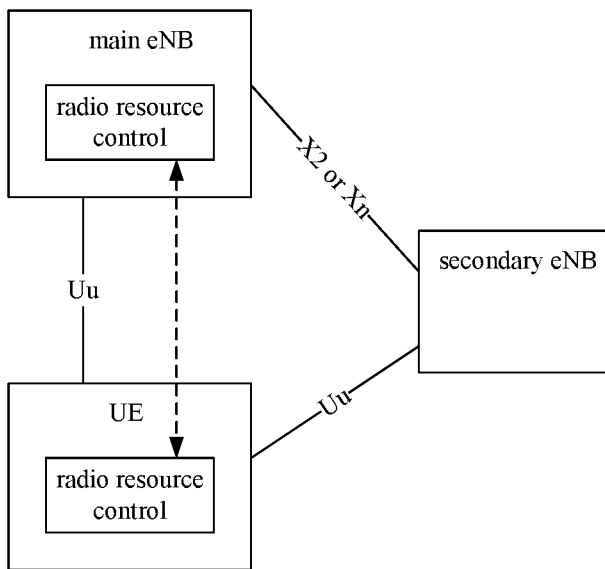 main eNB
radio resource
control
X2 or Xn
secondary eNB
Uu
UE
Uu
radio resource
control